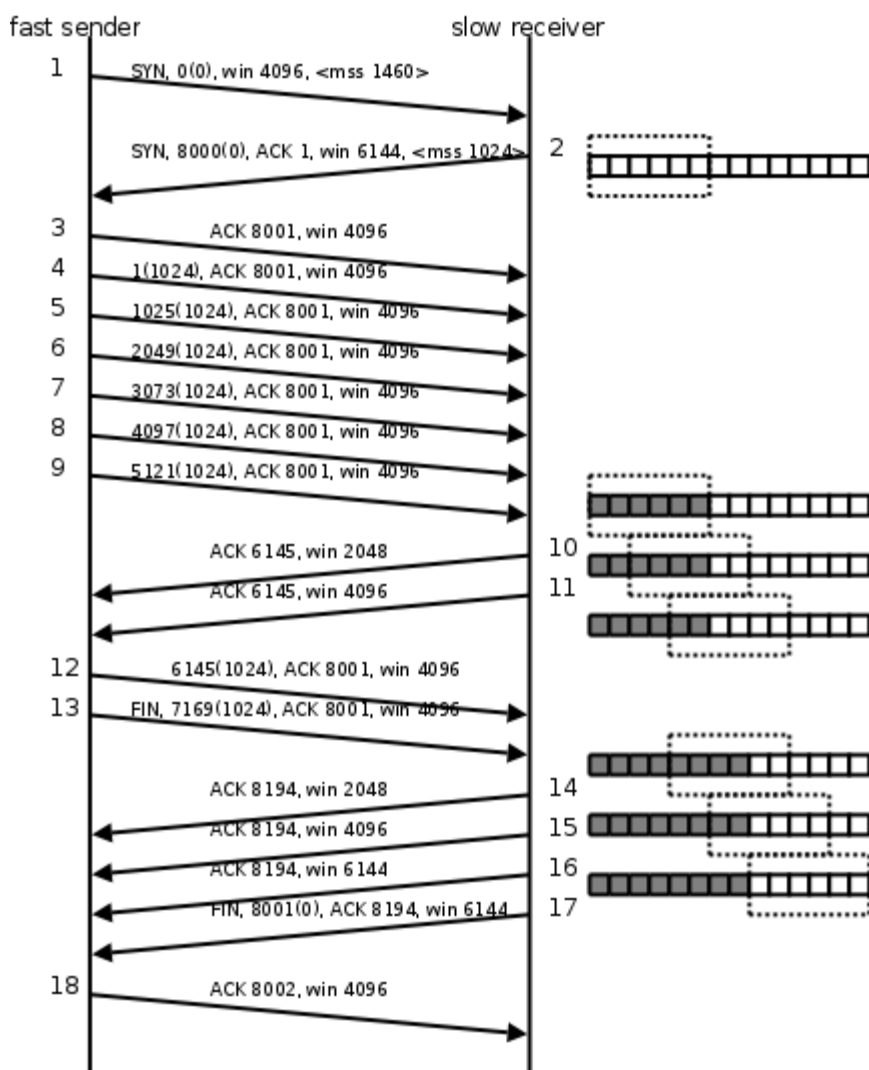 fast sender
slow receiver
1
SYN, 0(0), win 4096, <mss 1460>
SYN, 8000(0), ACK 1, win 6144, <mss 1024>
2
3
ACK 8001, win 4096
4
1(1024), ACK 8001, win 4096
5
1025(1024), ACK 8001, win 4096
6
2049(1024), ACK 8001, win 4096
7
3073(1024), ACK 8001, win 4096
8
4097(1024), ACK 8001, win 4096
9
5121(1024), ACK 8001, win 4096
ACK 6145, win 2048
10
ACK 6145, win 4096
11
12
6145(1024), ACK 8001, win 4096
13
FIN, 7169(1024), ACK 8001, win 4096
ACK 8194, win 2048
14
ACK 8194, win 4096
15
ACK 8194, win 6144
16
FIN, 8001(0), ACK 8194, win 6144
17
18
ACK 8002, win 4096